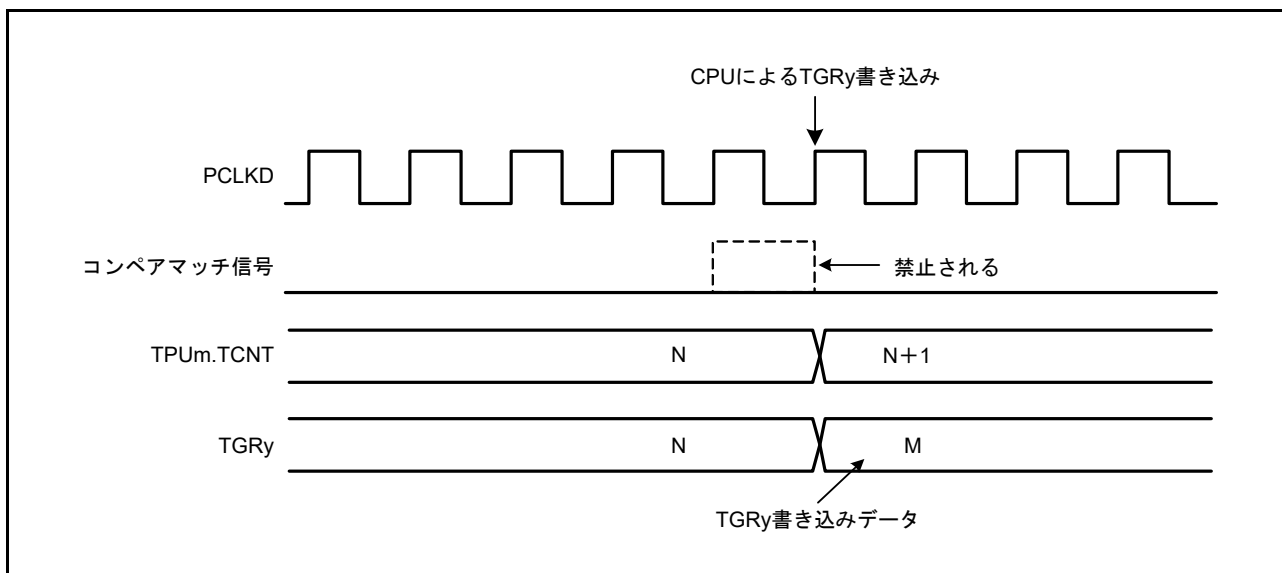 CPUによるTGRy書き込み
PCLKD
コンペアマッチ信号
禁止される
TPUm.TCNT
N
N+1
TGRy
N
M
TGRy書き込みデータ